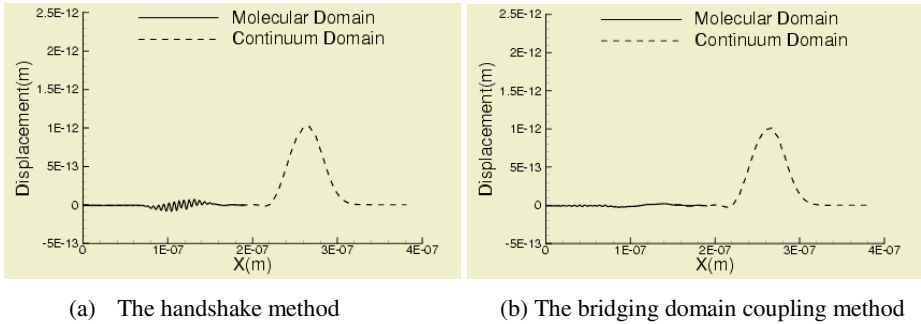 2.5E-12
Molecular Domain
Continuum Domain
2E-12
1.5E-12
1E-12
5E-13
0
-5E-13
Displacement(m)
0
1E-07
2E-07
3E-07
4E-07
X(m)
2.5E-12
Molecular Domain
Continuum Domain
2E-12
1.5E-12
1E-12
5E-13
0
-5E-13
Displacement(m)
0
1E-07
2E-07
3E-07
4E-07
X(m)
(a) The handshake method
(b) The bridging domain coupling method